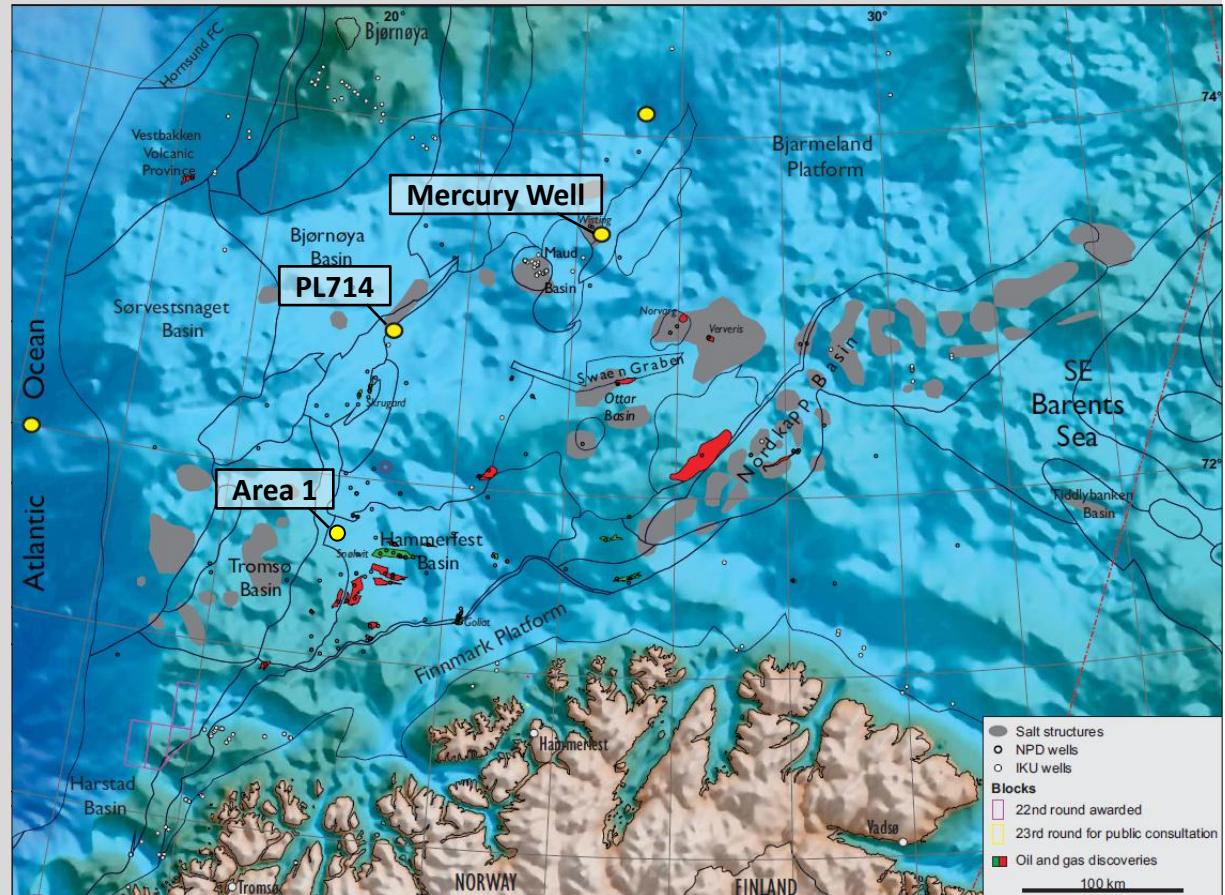 20°
30°
Bjørnøya
Hornsund FC
74°
Vestbakken
Volcanic
Province
Bjarmeland
Platform
Mercury Well
Wisting
Bjørnøya
Basin
Maud
Basin
PL714
Sørvestsnaget
Basin
Norvarg
Ververis
Atlantic Ocean
Swaen Graben
Nordkapp Basin
SE
Barents
Sea
Skrugard
Ottar
Basin
72°
Area 1
Tiddlybanken
Basin
Snøhvit
Hammerfest
Basin
Tromsø
Basin
Goliat
Finnmark Platform
Salt structures
NPD wells
IKU wells
Blocks
22nd round awarded
23rd round for public consultation
Oil and gas discoveries
100 km
Hammerfest
Harstad
Basin
Vadsø
Tromsø
NORWAY
FINLAND